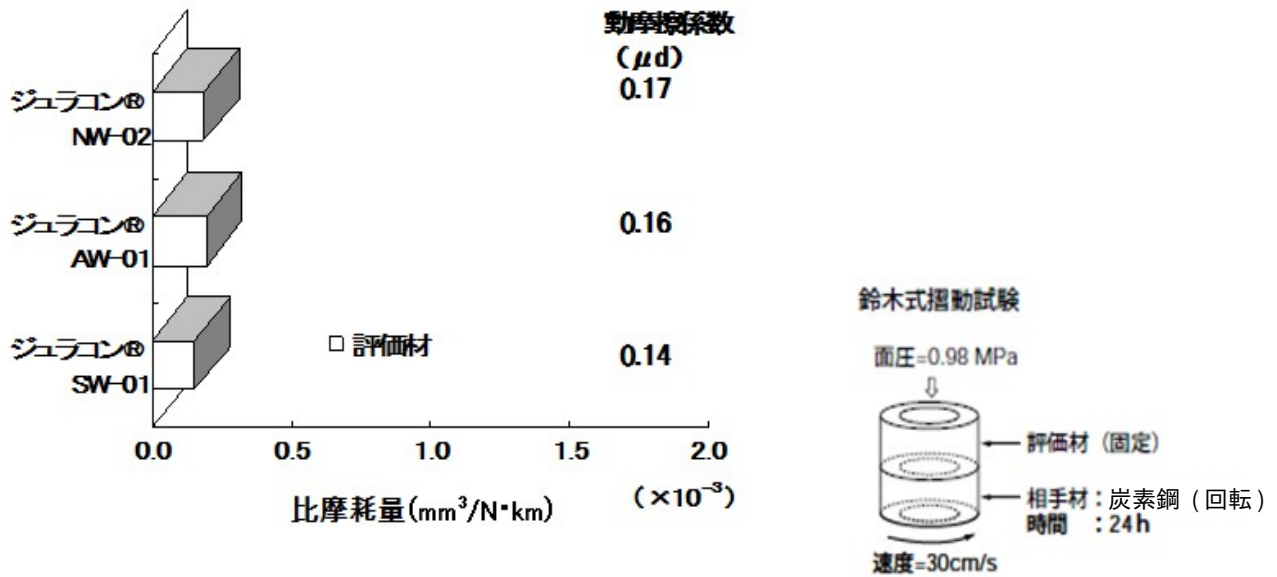 動摩擦係数
(μd)
ジュラコン®
NW-02
0.17
ジュラコン®
AW-01
0.16
ジュラコン®
SW-01
0.14
□ 評価材
0.0 0.5 1.0 1.5 2.0
比摩耗量(mm³/N・km)
(×10⁻³)
鈴木式摺動試験
面圧=0.98 MPa
評価材 (固定)
相手材:炭素鋼 (回転)
時間 :24h
速度=30cm/s